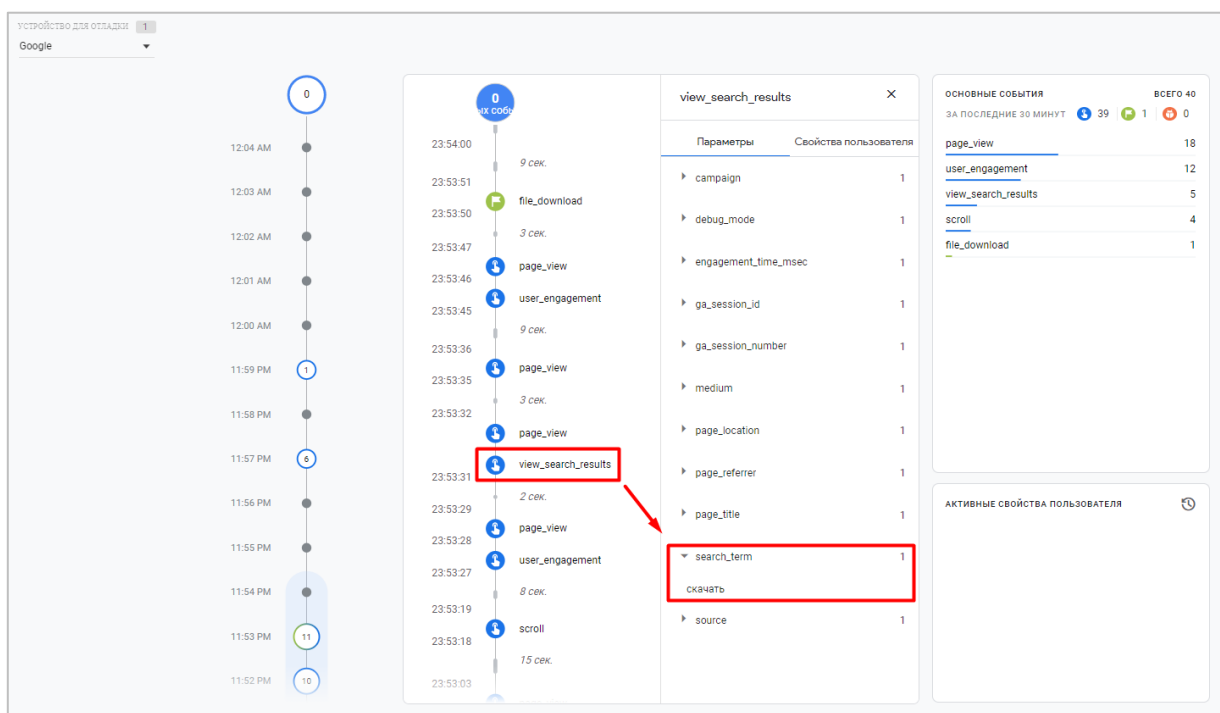 УСТРОЙСТВО ДЛЯ ОТЛАДКИ 1
Google
0
12:04 AM
12:03 AM
12:02 AM
12:01 AM
12:00 AM
11:59 PM 1
11:58 PM
11:57 PM 6
11:56 PM
11:55 PM
11:54 PM
11:53 PM 11
11:52 PM 10
0
ых собы
23:54:00
9 сек.
23:53:51
file_download
23:53:50
3 сек.
23:53:47
page_view
23:53:46
user_engagement
23:53:45
9 сек.
23:53:36
page_view
23:53:35
3 сек.
23:53:32
page_view
view_search_results
23:53:31
2 сек.
23:53:29
page_view
23:53:28
user_engagement
23:53:27
8 сек.
23:53:19
scroll
23:53:18
15 сек.
23:53:03
view_search_results
Параметры Свойства пользователя
campaign 1
debug_mode 1
engagement_time_msec 1
ga_session_id 1
ga_session_number 1
medium 1
page_location 1
page_referrer 1
page_title 1
search_term 1
скачать
source 1
ОСНОВНЫЕ СОБЫТИЯ ВСЕГО 40
ЗА ПОСЛЕДНИЕ 30 МИНУТ 39 1 0
page_view 18
user_engagement 12
view_search_results 5
scroll 4
file_download 1
АКТИВНЫЕ СВОЙСТВА ПОЛЬЗОВАТЕЛЯ